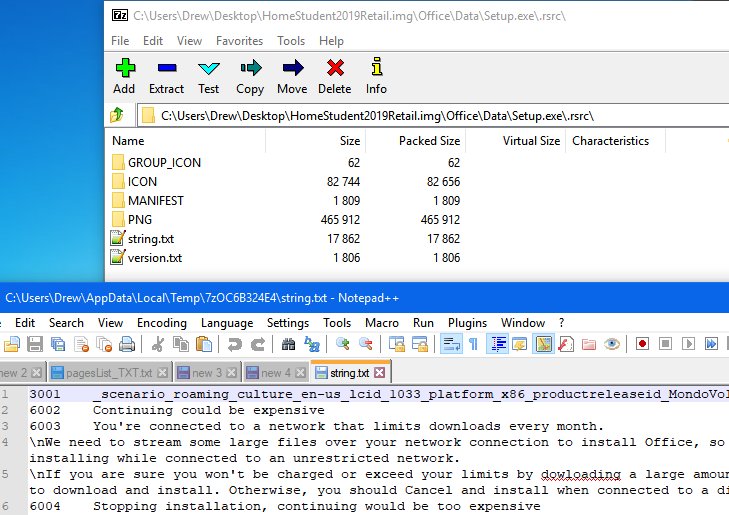 C:\Users\Drew\Desktop\HomeStudent2019Retail.img\Office\Data\Setup.exe\.rsrc\
File Edit View Favorites Tools Help
Add Extract Test Copy Move Delete Info
C:\Users\Drew\Desktop\HomeStudent2019Retail.img\Office\Data\Setup.exe\.rsrc\
Name Size Packed Size Virtual Size Characteristics
GROUP_ICON 62 62
ICON 82 744 82 656
MANIFEST 1 809 1 809
PNG 465 912 465 912
string.txt 17 862 17 862
version.txt 1 806 1 806
C:\Users\Drew\AppData\Local\Temp\7zOC6B324E4\string.txt - Notepad++
Edit Search View Encoding Language Settings Tools Macro Run Plugins Window ?
new 2 pagesList_TXT.txt new 3 new 4 string.txt
1 3001 _scenario_roaming_culture_en-us_lcid_1033_platform_x86_productreleaseid_MondoVol
2 6002 Continuing could be expensive
3 6003 You're connected to a network that limits downloads every month.
4 \nWe need to stream some large files over your network connection to install Office, so
installing while connected to an unrestricted network.
5 \nIf you are sure you won't be charged or exceed your limits by dowloading a large amoun
to download and install. Otherwise, you should Cancel and install when connected to a di
6 6004 Stopping installation, continuing would be too expensive